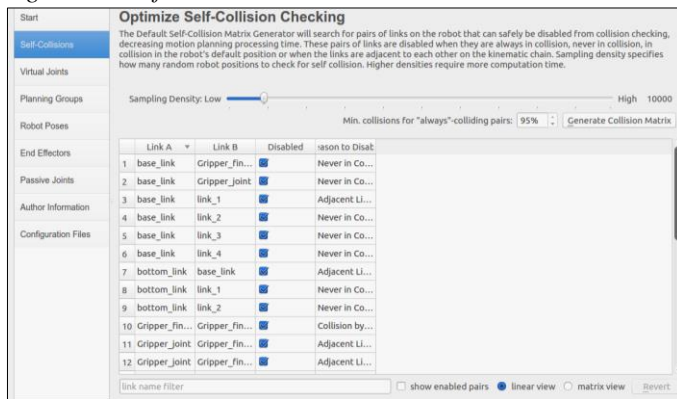 Start
Self-Collisions
Virtual Joints
Planning Groups
Robot Poses
End Effectors
Passive Joints
Author Information
Configuration Files
Optimize Self-Collision Checking
The Default Self-Collision Matrix Generator will search for pairs of links on the robot that can safely be disabled from collision checking,
decreasing motion planning processing time. These pairs of links are disabled when they are always in collision, never in collision, in
collision in the robot's default position or when the links are adjacent to each other on the kinematic chain. Sampling density specifies
how many random robot positions to check for self collision. Higher densities require more computation time.
Sampling Density: Low High 10000
Min. collisions for "always"-colliding pairs: 95% Generate Collision Matrix
Link A Link B Disabled ason to Disab
1 base_link Gripper_fin... Never in Co...
2 base_link Gripper_joint Never in Co...
3 base_link link_1 Adjacent Li...
4 base_link link_2 Never in Co...
5 base_link link_3 Never in Co...
6 base_link link_4 Never in Co...
7 bottom_link base_link Adjacent Li...
8 bottom_link link_1 Never in Co...
9 bottom_link link_2 Never in Co...
10 Gripper_fin... Gripper_fin... Collision by...
11 Gripper_joint Gripper_fin... Adjacent Li...
12 Gripper_joint Gripper_fin... Adjacent Li...
link name filter show enabled pairs linear view matrix view Revert